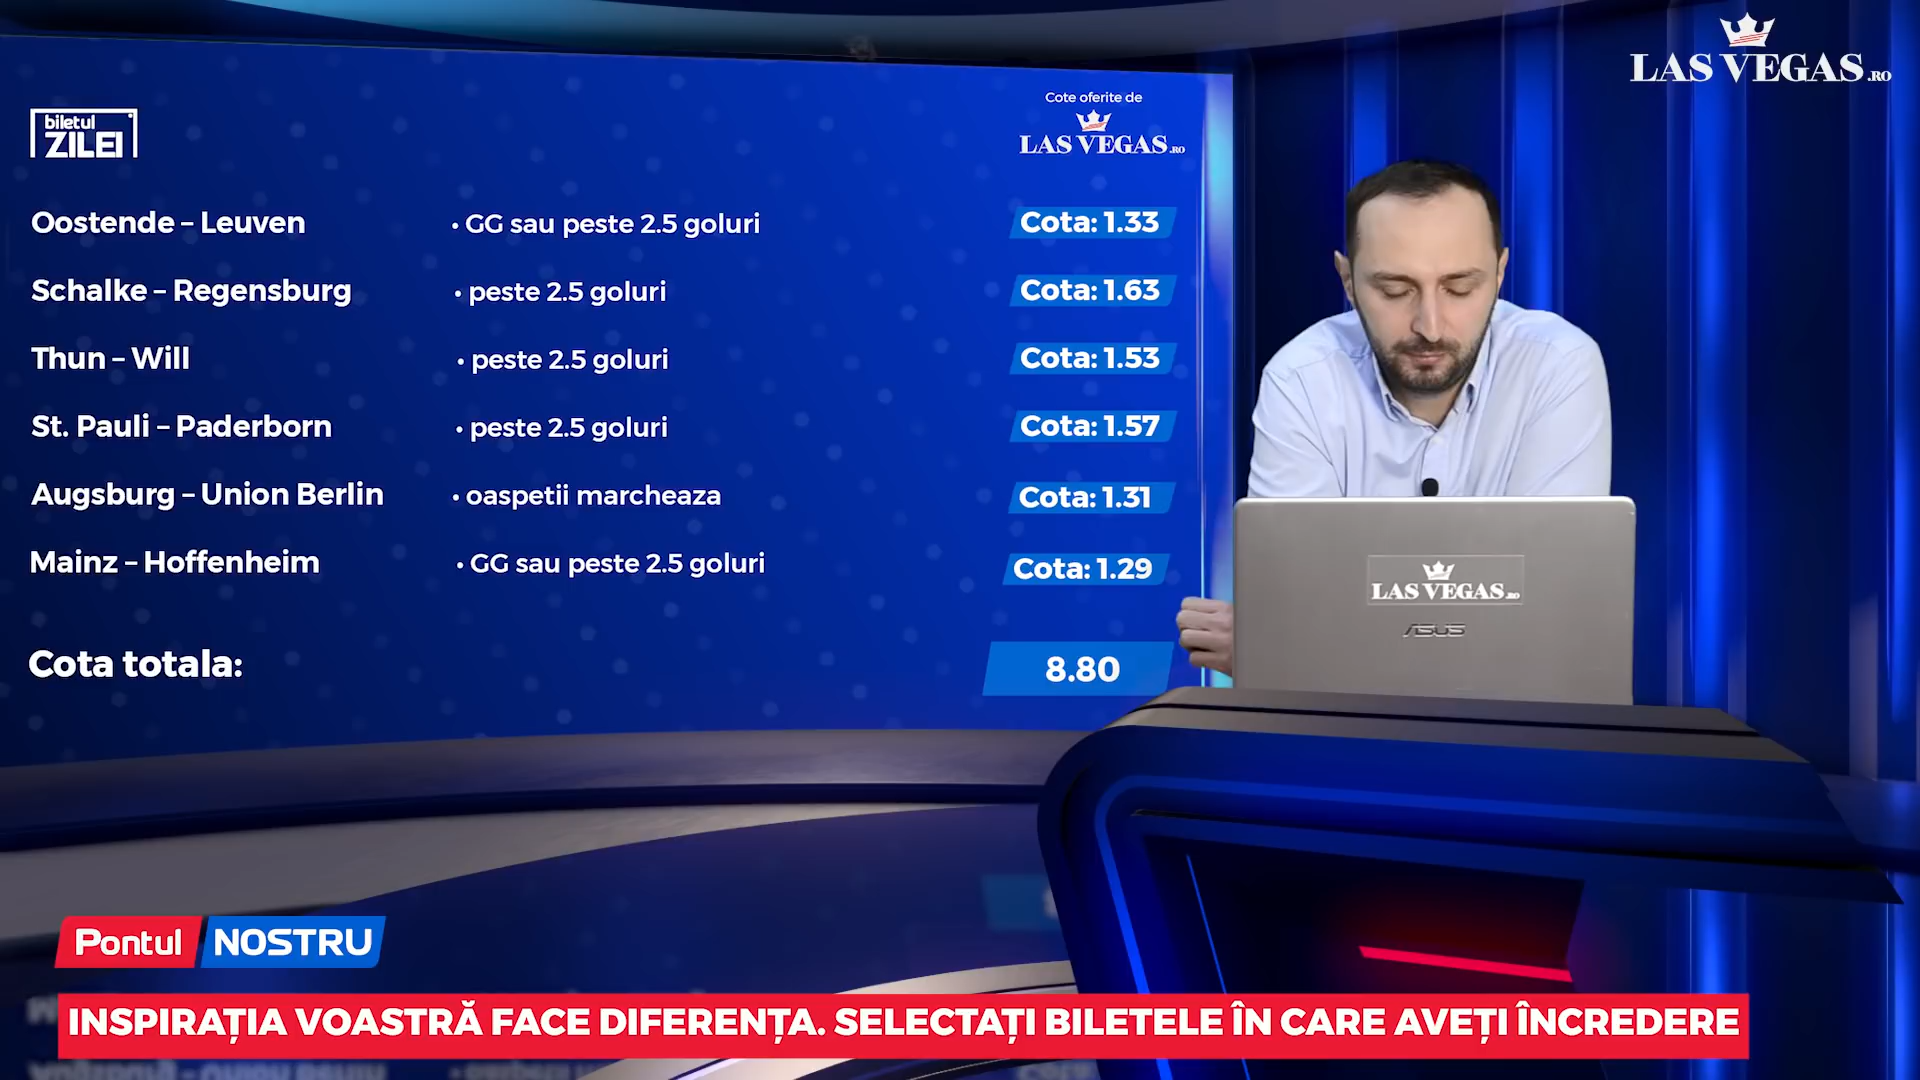 LAS VEGAS.RO
biletul
ZILEI
Cote oferite de
LAS VEGAS.RO
Oostende – Leuven • GG sau peste 2.5 goluri Cota: 1.33
Schalke – Regensburg • peste 2.5 goluri Cota: 1.63
Thun – Will • peste 2.5 goluri Cota: 1.53
St. Pauli – Paderborn • peste 2.5 goluri Cota: 1.57
Augsburg – Union Berlin • oaspetii marcheaza Cota: 1.31
Mainz – Hoffenheim • GG sau peste 2.5 goluri Cota: 1.29
Cota totala: 8.80
LAS VEGAS.RO
ASUS
Pontul NOSTRU
INSPIRAȚIA VOASTRĂ FACE DIFERENȚA. SELECTAȚI BILETELE ÎN CARE AVEȚI ÎNCREDERE